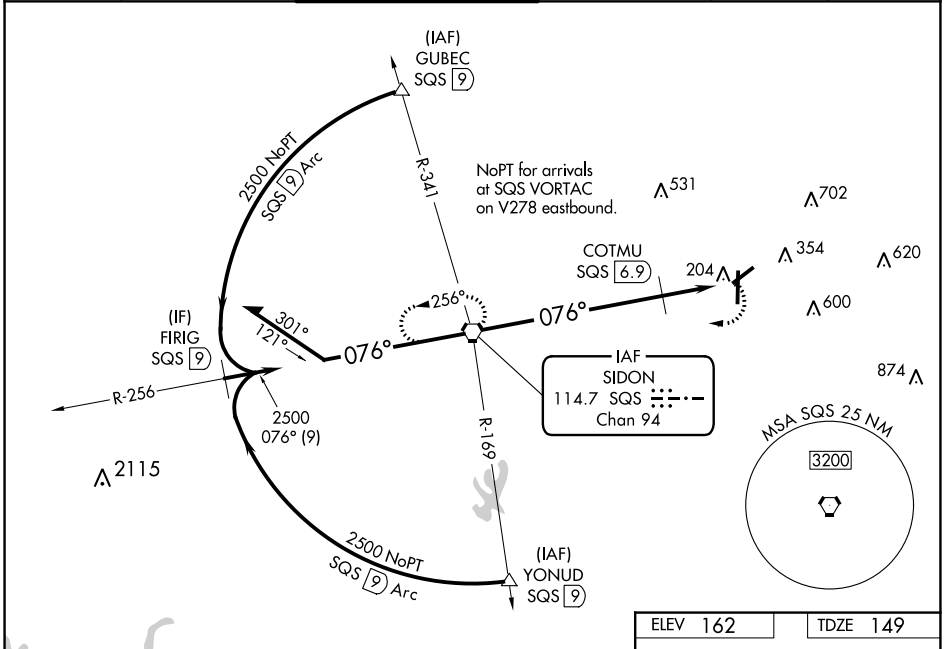 (IAF)
GUBEC
SQS 9
2500 NoPT
SQS 9 Arc
R-341
NoPT for arrivals
at SQS VORTAC
on V278 eastbound.
531
702
COTMU
SQS 6.9
204
354
620
256°
076°
600
301°
121°
076°
(IF)
FIRIG
SQS 9
IAF
SIDON
114.7 SQS
Chan 94
874
R-256
2500
076° (9)
R-169
MSA SQS 25 NM
3200
2115
2500 NoPT
SQS 9 Arc
(IAF)
YONUD
SQS 9
ELEV 162
TDZE 149